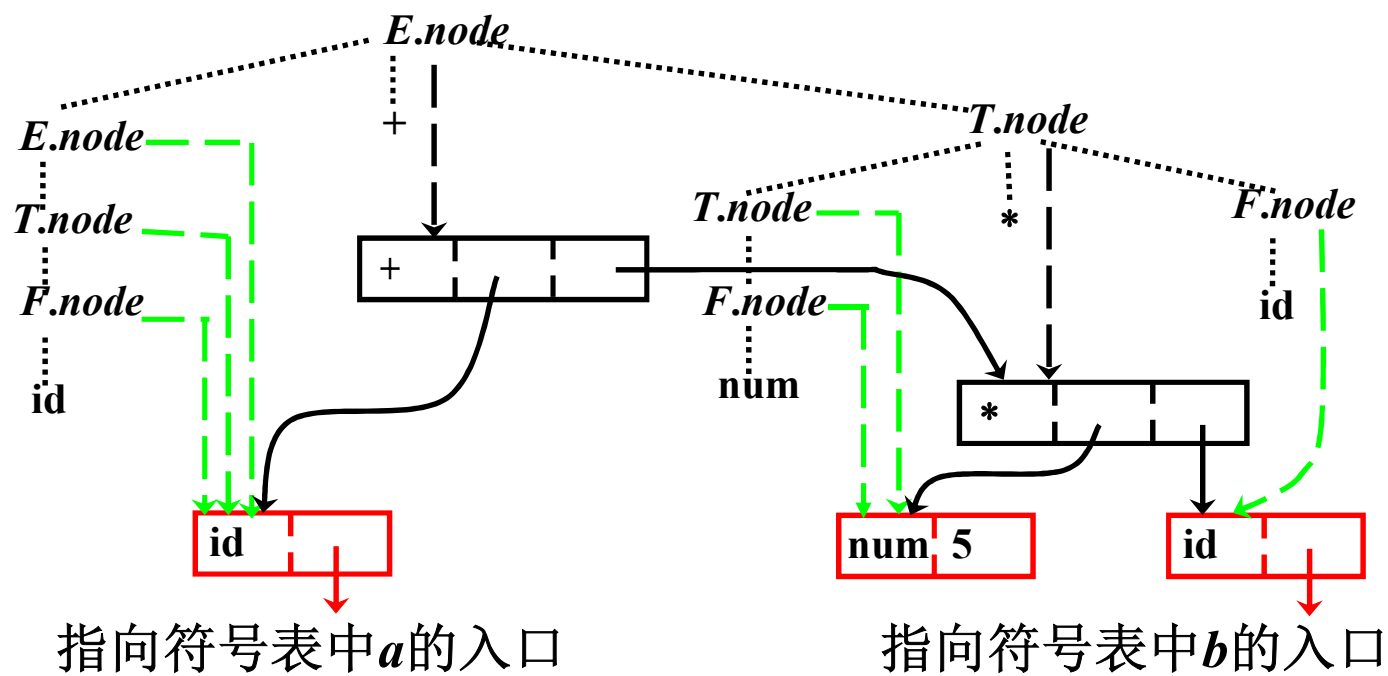 E.node
+
T.node
E.node
T.node
*
F.node
T.node
+
F.node
F.node
id
id
num
*
id
num 5
id
指向符号表中a的入口
指向符号表中b的入口